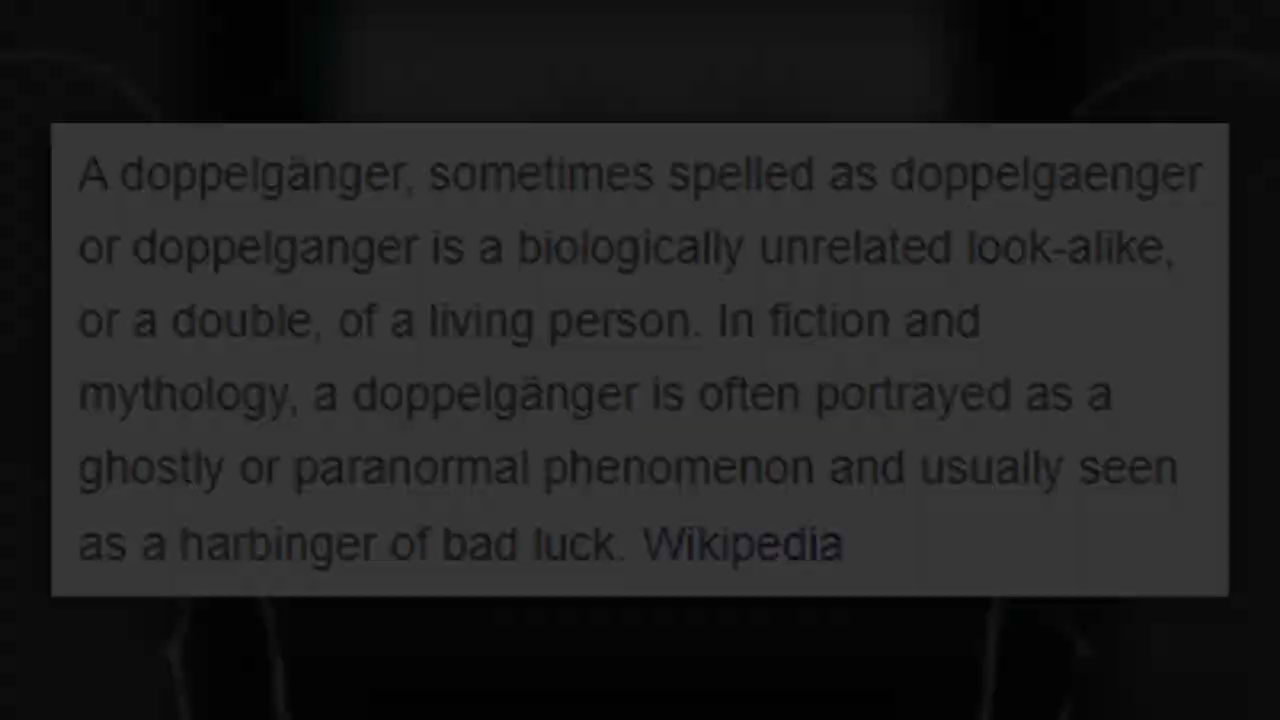 A doppelgänger, sometimes spelled as doppelgaenger
or doppelganger is a biologically unrelated look-alike,
or a double, of a living person. In fiction and
mythology, a doppelgänger is often portrayed as a
ghostly or paranormal phenomenon and usually seen
as a harbinger of bad luck. Wikipedia